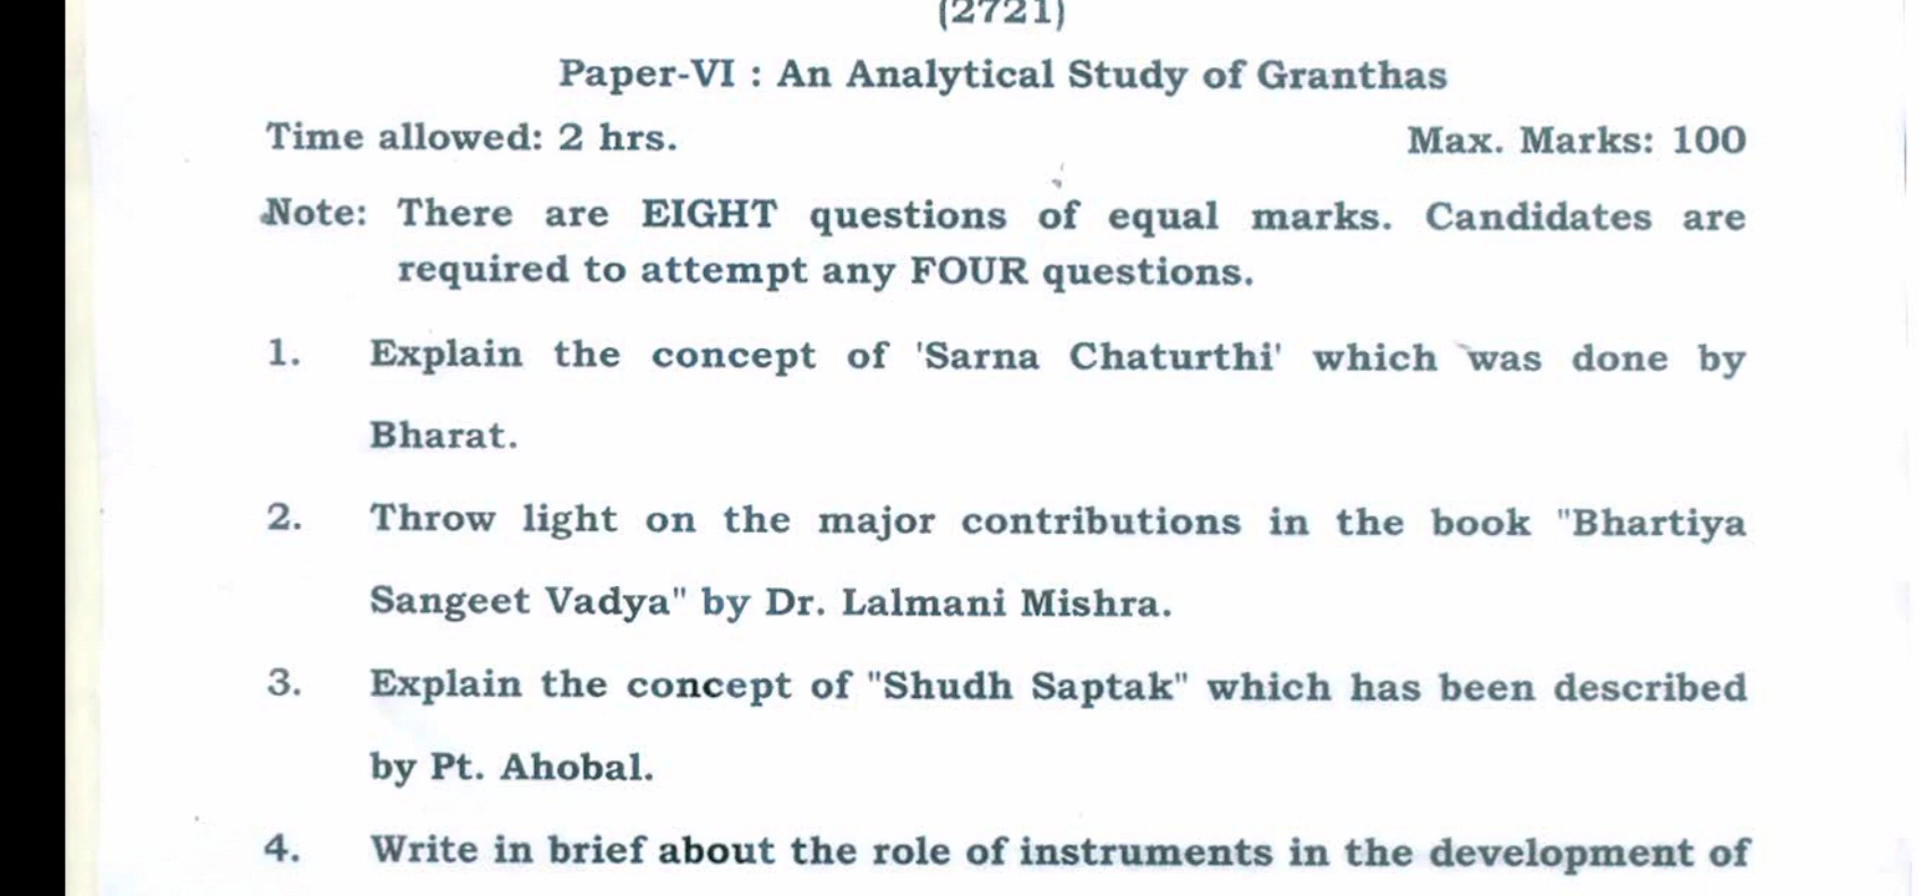 (2721)
Paper-VI : An Analytical Study of Granthas
Time allowed: 2 hrs. Max. Marks: 100
Note: There are EIGHT questions of equal marks. Candidates are
required to attempt any FOUR questions.
1. Explain the concept of 'Sarna Chaturthi' which was done by
Bharat.
2. Throw light on the major contributions in the book "Bhartiya
Sangeet Vadya" by Dr. Lalmani Mishra.
3. Explain the concept of "Shudh Saptak" which has been described
by Pt. Ahobal.
4. Write in brief about the role of instruments in the development of